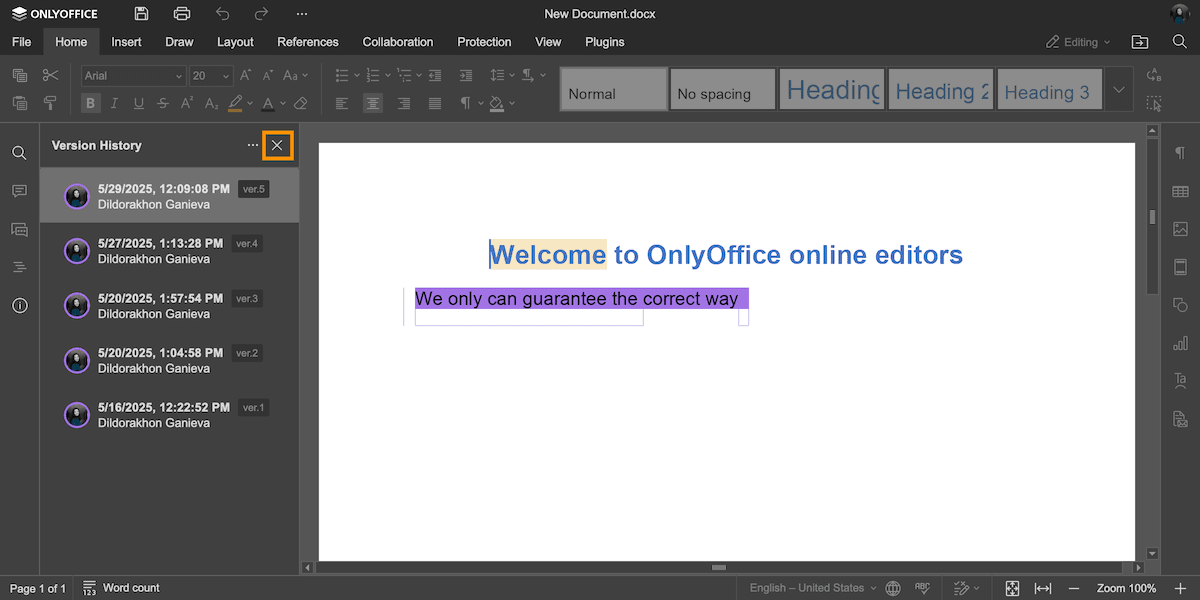 ONLYOFFICE
New Document.docx
File Home Insert Draw Layout References Collaboration Protection View Plugins
Editing
Arial 20
Normal No spacing Heading Heading 2 Heading 3
Version History
5/29/2025, 12:09:08 PM ver.5
Dildorakhon Ganieva
5/27/2025, 1:13:28 PM ver.4
Dildorakhon Ganieva
5/20/2025, 1:57:54 PM ver.3
Dildorakhon Ganieva
5/20/2025, 1:04:58 PM ver.2
Dildorakhon Ganieva
5/16/2025, 12:22:52 PM ver.1
Dildorakhon Ganieva
Welcome to OnlyOffice online editors
We only can guarantee the correct way
Page 1 of 1 Word count English – United States Zoom 100%